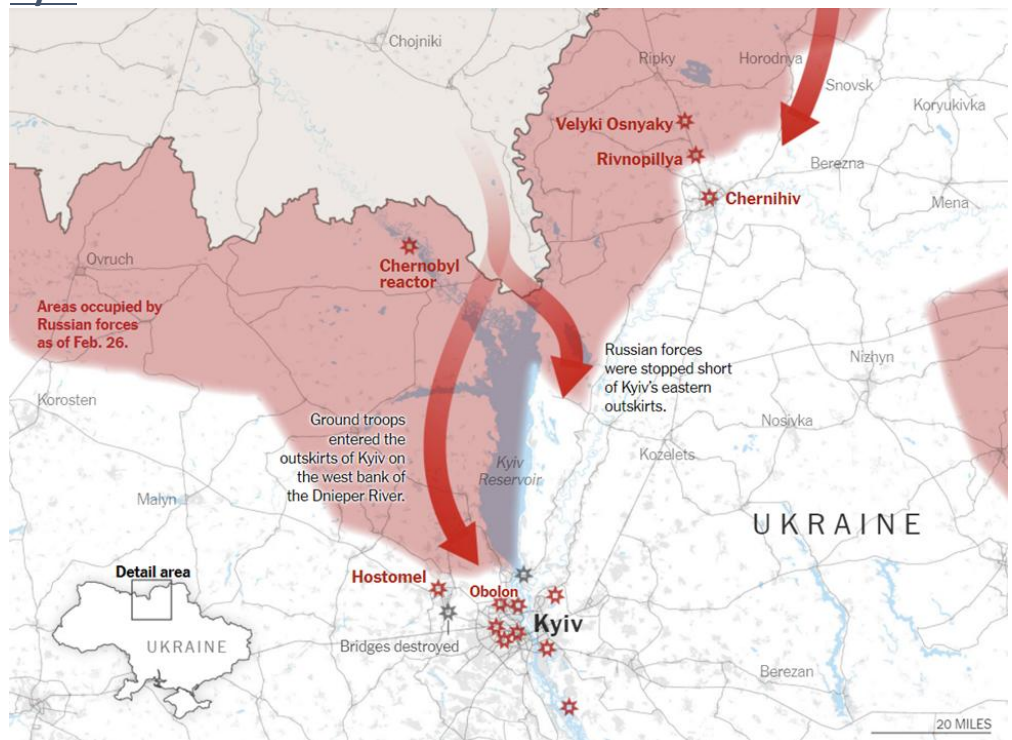 Chojniki
Ripky
Horodnya
Snovsk
Koryukivka
Velyki Osnyaky
Rivnopillya
Berezna
Chernihiv
Mena
Ovruch
Chernobyl
reactor
Areas occupied by
Russian forces
as of Feb. 26.
Russian forces
were stopped short
of Kyiv’s eastern
outskirts.
Nizhyn
Korosten
Ground troops
entered the
outskirts of Kyiv on
the west bank of
the Dnieper River.
Nosivka
Kozelets
Kyiv
Reservoir
Malyn
UKRAINE
Detail area
UKRAINE
Hostomel
Obolon
Kyiv
Bridges destroyed
Berezan
20 MILES